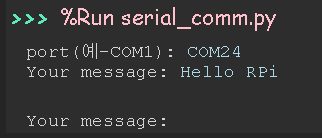 >>> %Run serial_comm.py
port(예-COM1): COM24
Your message: Hello RPi
Your message: